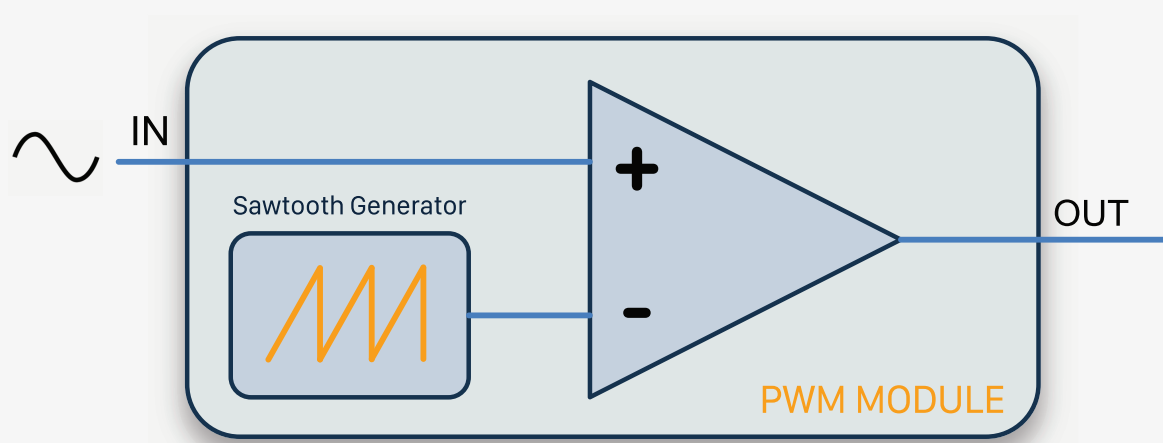 IN
Sawtooth Generator
+
-
OUT
PWM MODULE